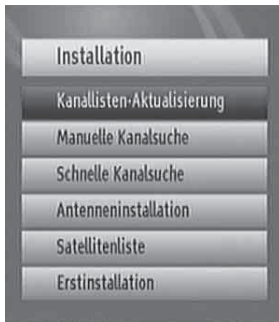 Installation
Kanallisten-Aktualisierung
Manuelle Kanalsuche
Schnelle Kanalsuche
Antenneninstallation
Satellitenliste
Erstinstallation